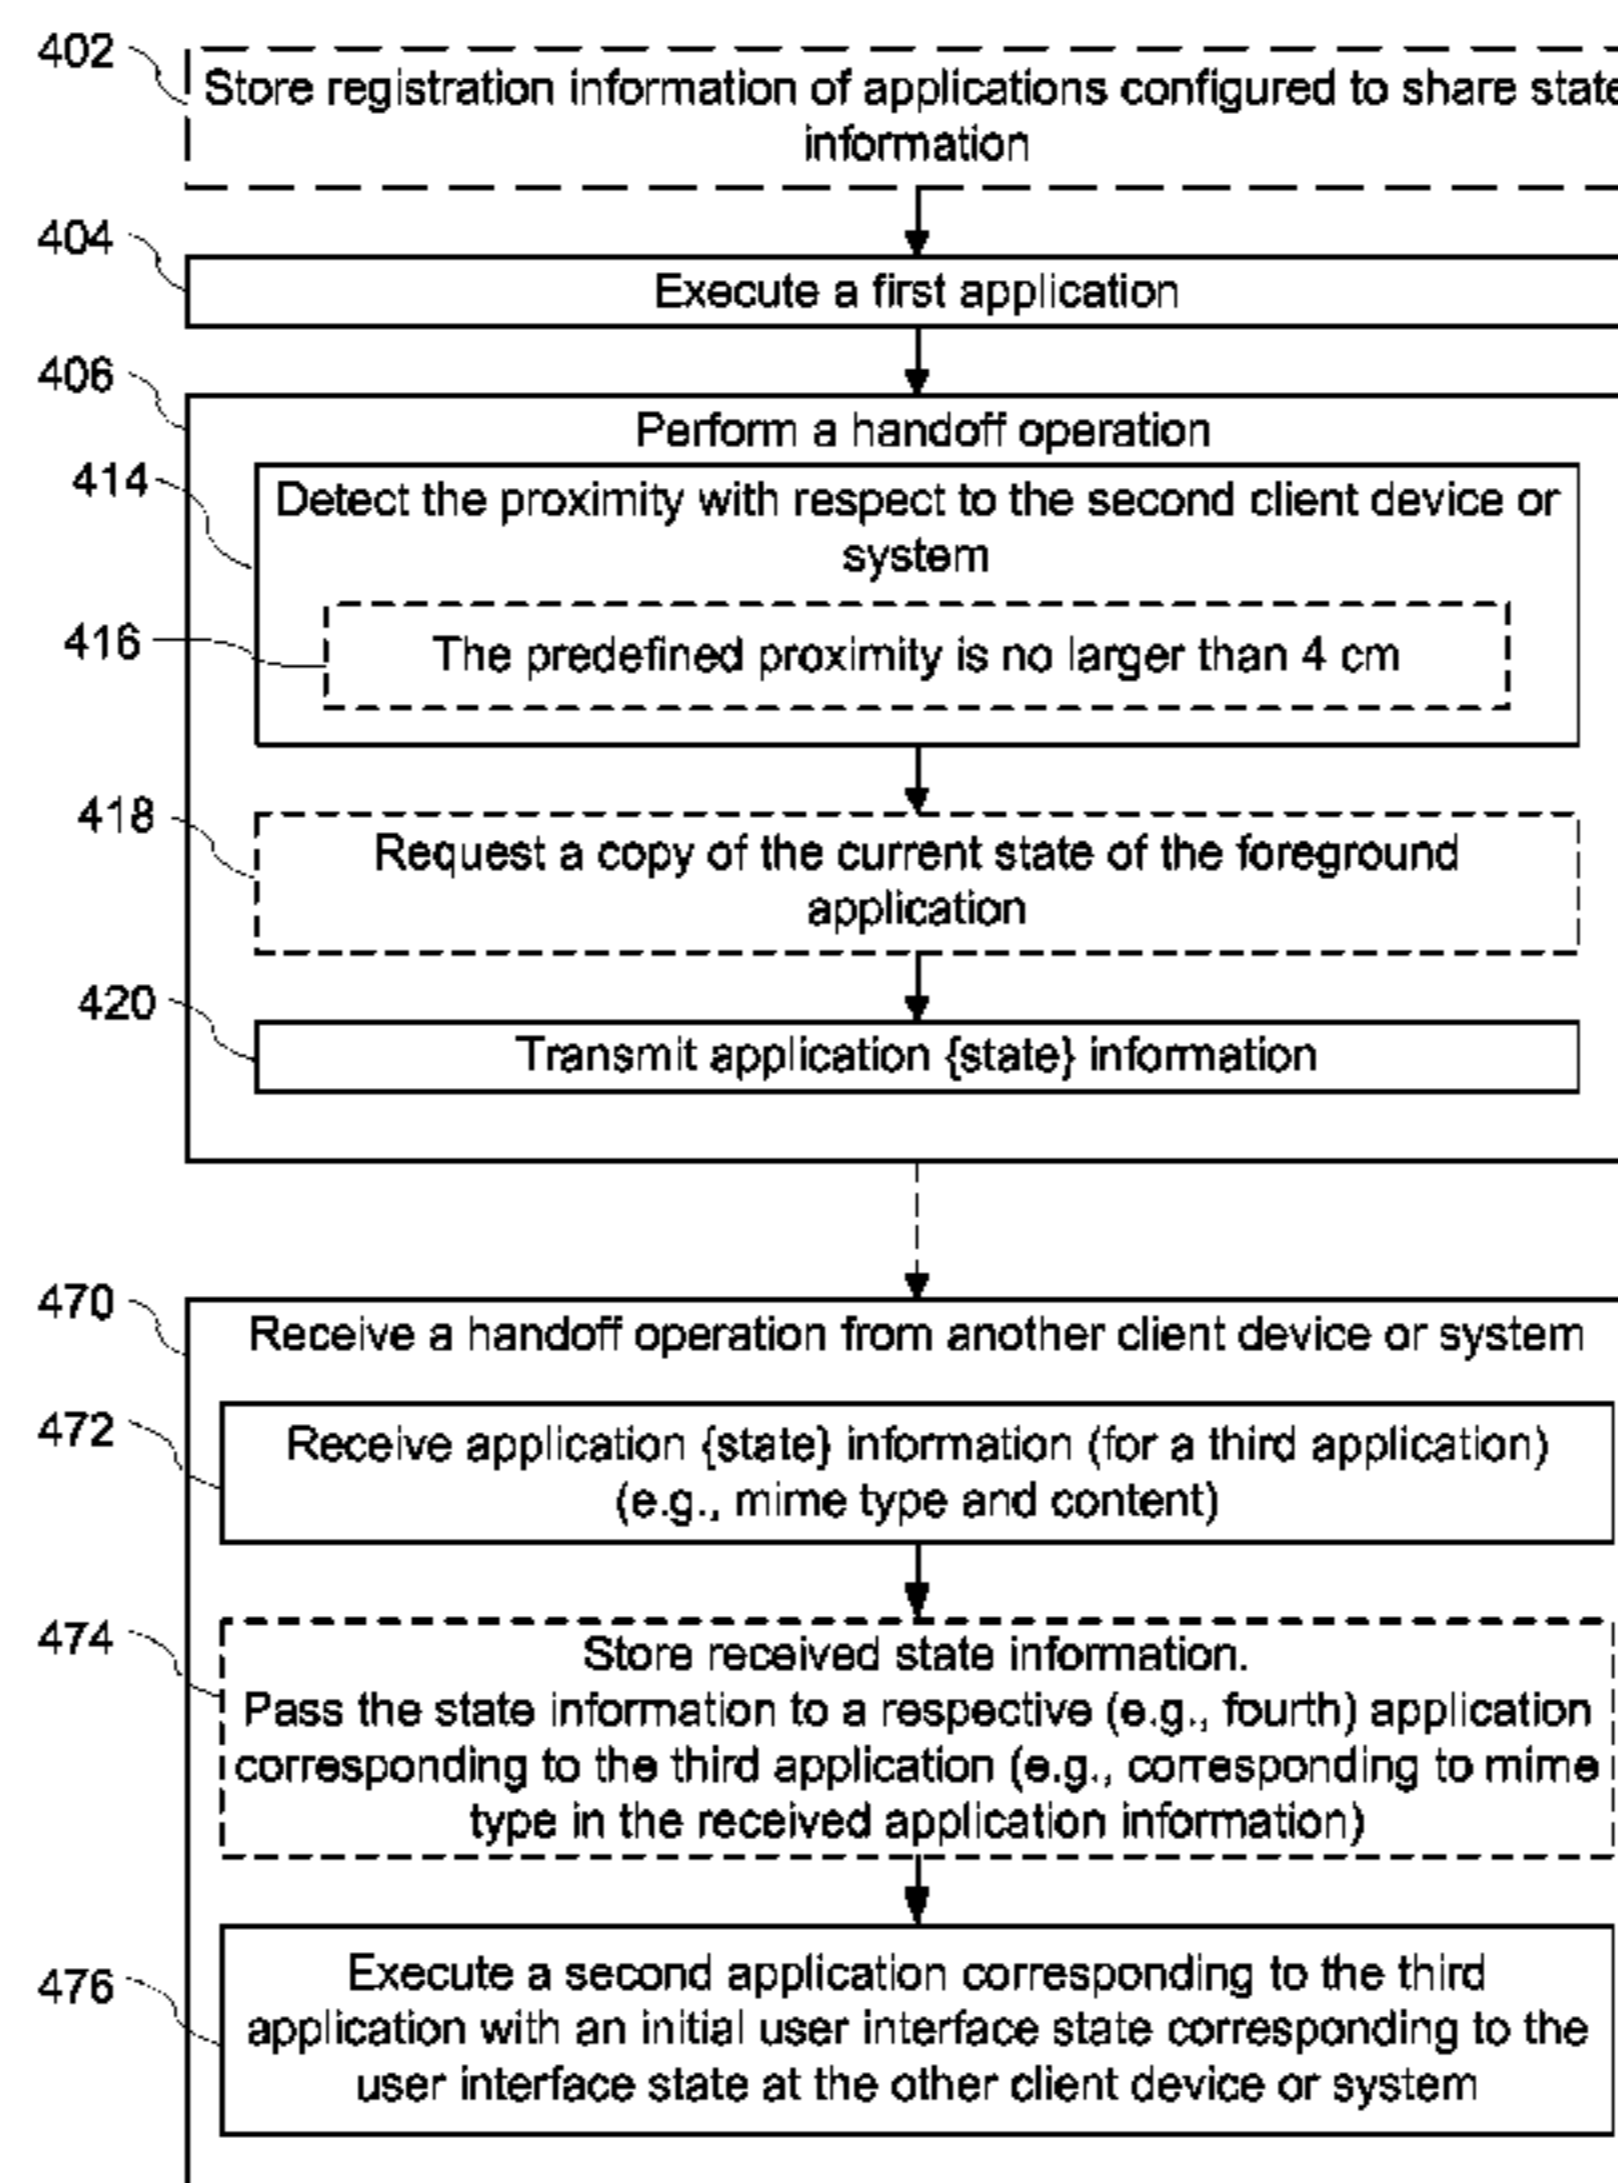 402
Store registration information of applications configured to share state
information
404
Execute a first application
406
Perform a handoff operation
414
Detect the proximity with respect to the second client device or
system
416
The predefined proximity is no larger than 4 cm
418
Request a copy of the current state of the foreground
application
420
Transmit application {state} information
470
Receive a handoff operation from another client device or system
472
Receive application {state} information (for a third application)
(e.g., mime type and content)
474
Store received state information.
Pass the state information to a respective (e.g., fourth) application
corresponding to the third application (e.g., corresponding to mime
type in the received application information)
476
Execute a second application corresponding to the third
application with an initial user interface state corresponding to the
user interface state at the other client device or system